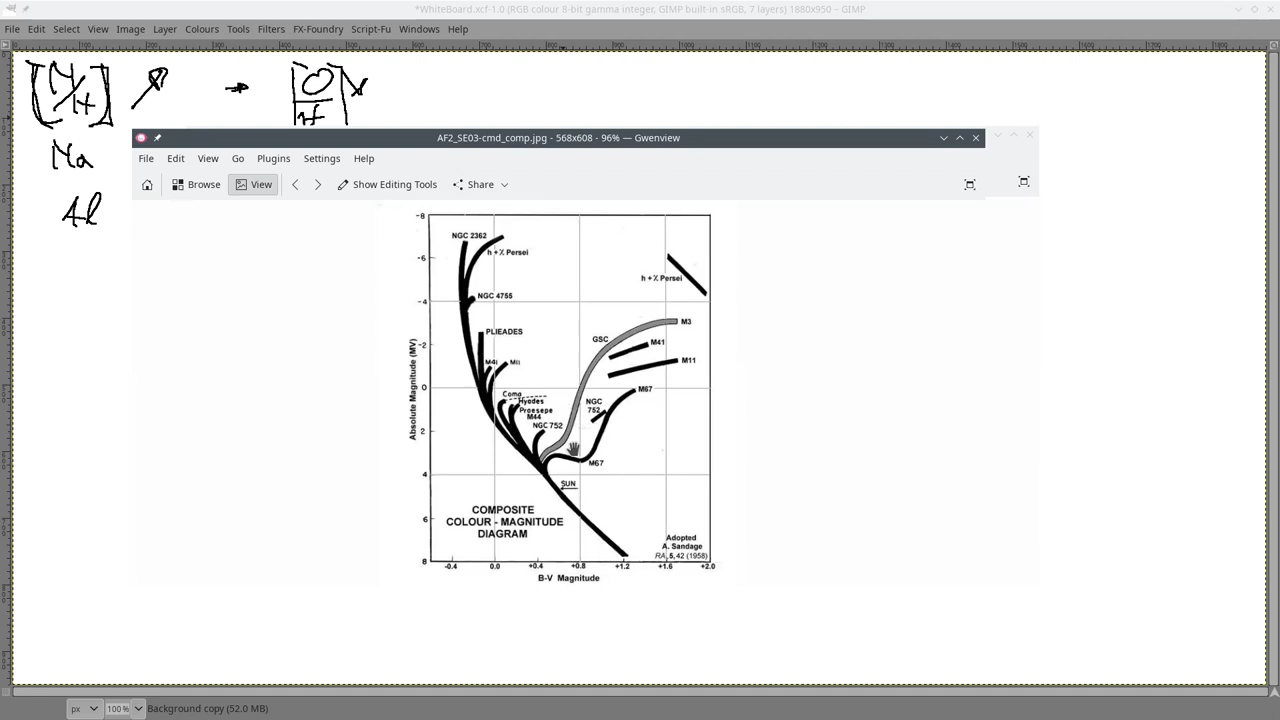 *WhiteBoard.xcf-1.0 (RGB colour 8-bit gamma integer, GIMP built-in sRGB, 7 layers) 1880x950 – GIMP
File Edit Select View Image Layer Colours Tools Filters FX-Foundry Script-Fu Windows Help
[N/H] → [O/H]
Na
Al
AF2_SE03-cmd_comp.jpg - 568x608 - 96% — Gwenview
File Edit View Go Plugins Settings Help
Browse View Show Editing Tools Share
-8
NGC 2362
h + χ Persei
-6
h + χ Persei
NGC 4755
-4
M3
PLIEADES
GSC
M41
-2
M41 M11
M11
0
Coma
M67
Hyades
NGC
752
Praesepe
M44
NGC 752
2
M67
4
SUN
COMPOSITE
COLOUR - MAGNITUDE
DIAGRAM
6
Adopted
A. Sandage
RA, 5, 42 (1958)
8
Absolute Magnitude (MV)
-0.4 0.0 +0.4 +0.8 +1.2 +1.6 +2.0
B-V Magnitude
px 100% Background copy (52.0 MB)